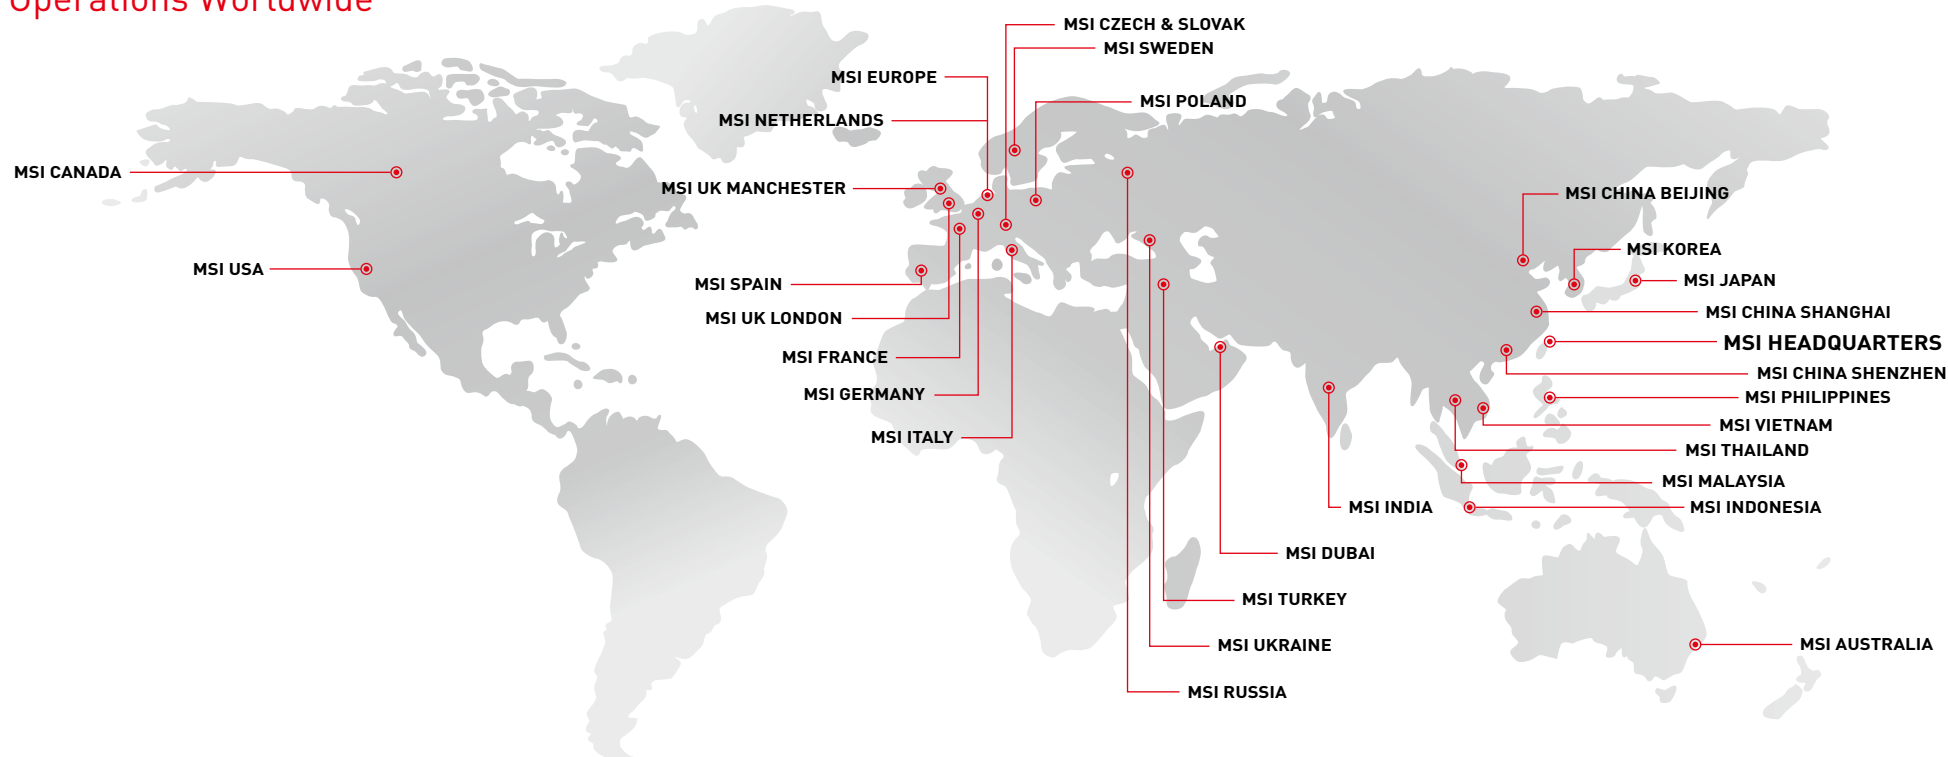 Operations Worldwide
MSI CZECH & SLOVAK
MSI SWEDEN
MSI EUROPE
MSI POLAND
MSI NETHERLANDS
MSI CANADA
MSI UK MANCHESTER
MSI CHINA BEIJING
MSI KOREA
MSI USA
MSI SPAIN
MSI JAPAN
MSI CHINA SHANGHAI
MSI UK LONDON
MSI HEADQUARTERS
MSI FRANCE
MSI CHINA SHENZHEN
MSI GERMANY
MSI PHILIPPINES
MSI VIETNAM
MSI ITALY
MSI THAILAND
MSI MALAYSIA
MSI INDIA
MSI INDONESIA
MSI DUBAI
MSI TURKEY
MSI UKRAINE
MSI AUSTRALIA
MSI RUSSIA